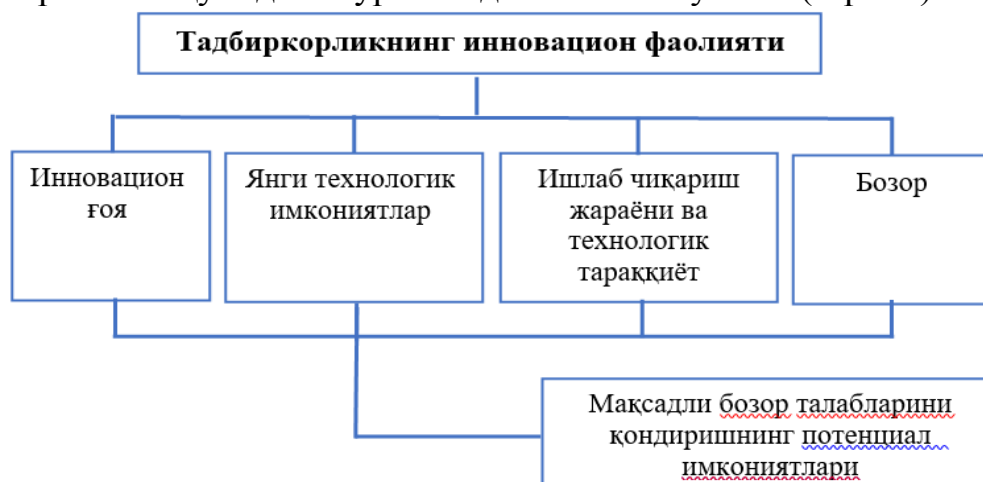 Тадбиркорликнинг инновацион фаолияти
Инновацион
ғоя
Янги технологик
имкониятлар
Ишлаб чиқариш
жараёни ва
технологик
тараққиёт
Бозор
Мақсадли бозор талабларини
қондиришнинг потенциал
имкониятлари